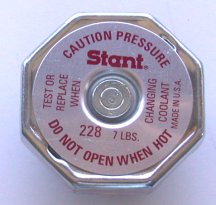 CAUTION PRESSURE
Stant®
TEST OR
REPLACE
WHEN
CHANGING
COOLANT
MADE IN U.S.A.
228 7 LBS.
DO NOT OPEN WHEN HOT